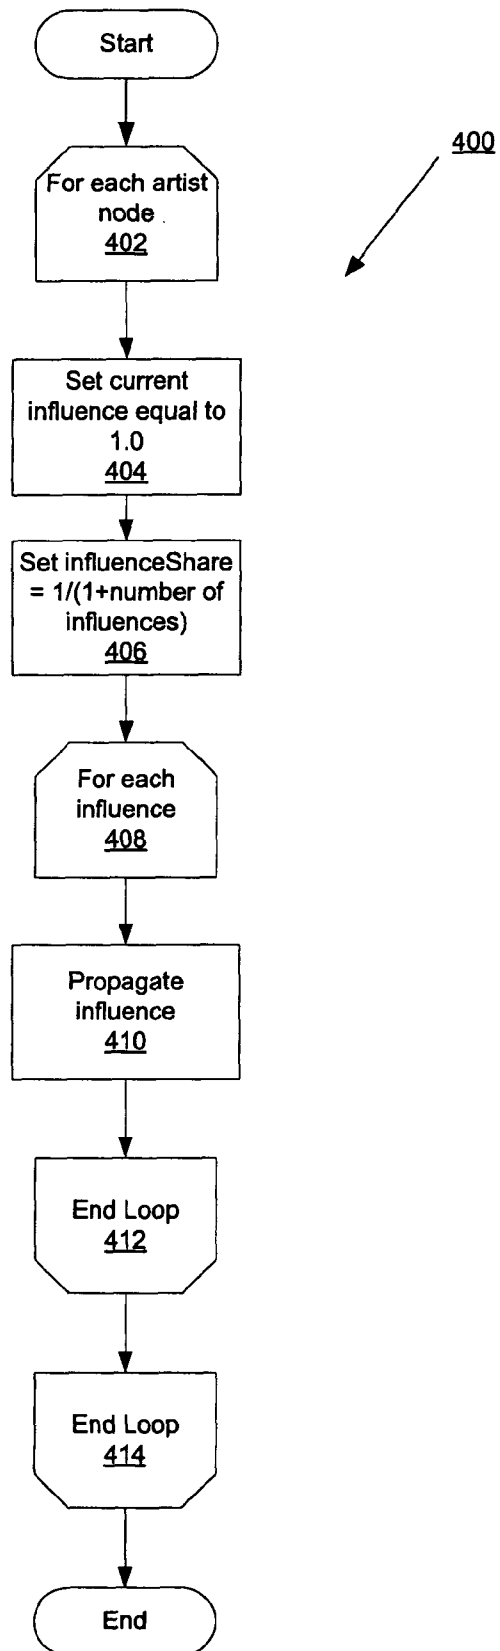 Start
400
For each artist
node
402
Set current
influence equal to
1.0
404
Set influenceShare
= 1/(1+number of
influences)
406
For each
influence
408
Propagate
influence
410
End Loop
412
End Loop
414
End